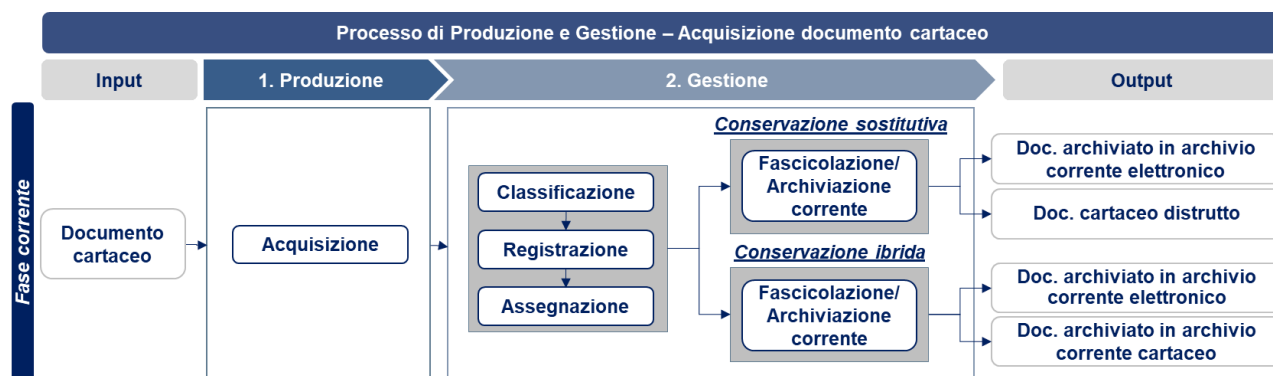 Processo di Produzione e Gestione – Acquisizione documento cartaceo
Input
1. Produzione
2. Gestione
Output
Fase corrente
Documento
cartaceo
Acquisizione
Classificazione
Registrazione
Assegnazione
Conservazione sostitutiva
Fascicolazione/
Archiviazione
corrente
Conservazione ibrida
Fascicolazione/
Archiviazione
corrente
Doc. archiviato in archivio
corrente elettronico
Doc. cartaceo distrutto
Doc. archiviato in archivio
corrente elettronico
Doc. archiviato in archivio
corrente cartaceo